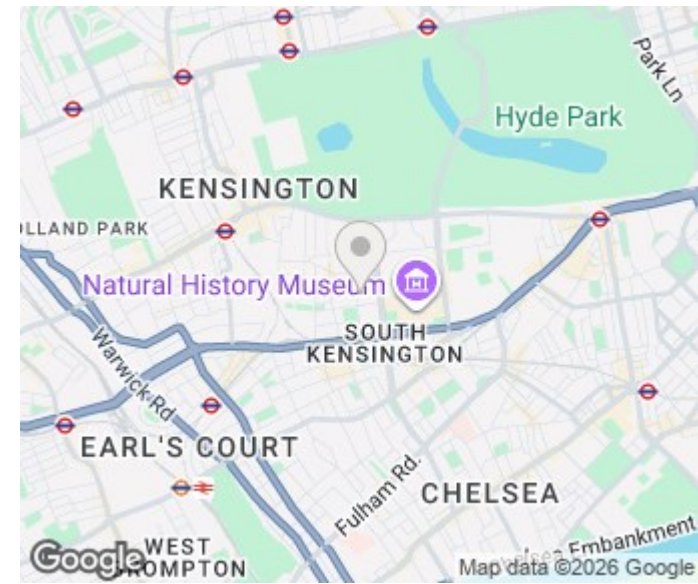 Park Ln
Hyde Park
KENSINGTON
OLLAND PARK
Natural History Museum
SOUTH
KENSINGTON
Warwick Rd
EARL'S COURT
Fulham Rd.
CHELSEA
elsea Embankment
WEST
BROMPTON
Google
Map data ©2026 Google